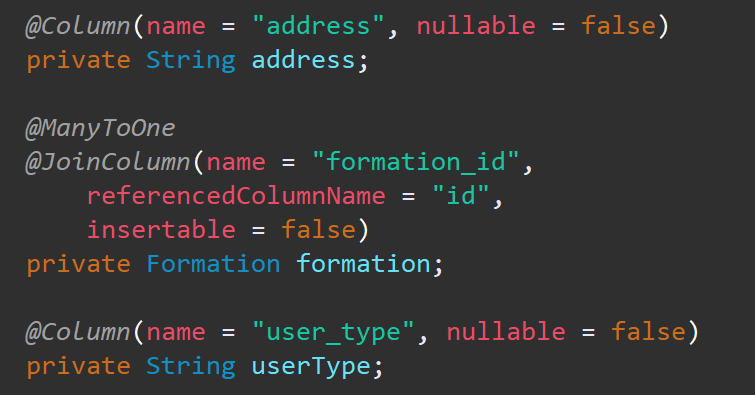 @Column(name = "address", nullable = false)
private String address;
@ManyToOne
@JoinColumn(name = "formation_id",
referencedColumnName = "id",
insertable = false)
private Formation formation;
@Column(name = "user_type", nullable = false)
private String userType;